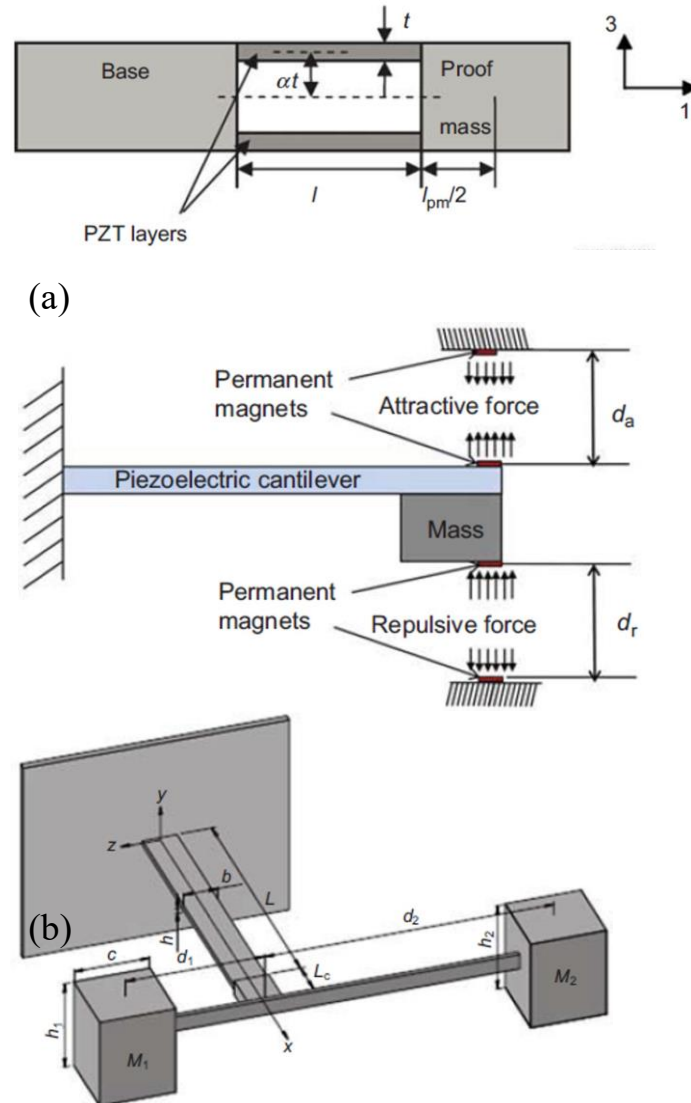 t
3
Base
αt
Proof
1
mass
l
l_pm/2
PZT layers
(a)
Permanent
magnets
Attractive force
d_a
Piezoelectric cantilever
Mass
Permanent
magnets
Repulsive force
d_r
y
z
b
L
(b)
h
d_1
d_2
h_2
c
L_c
M_2
h_1
x
M_1